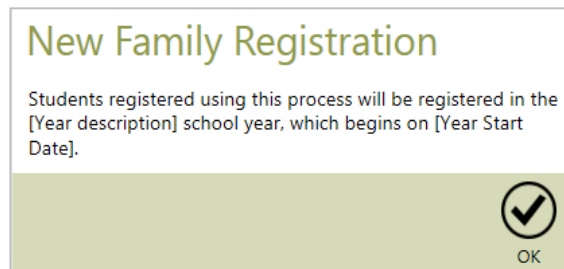 New Family Registration
Students registered using this process will be registered in the
[Year description] school year, which begins on [Year Start
Date].
OK